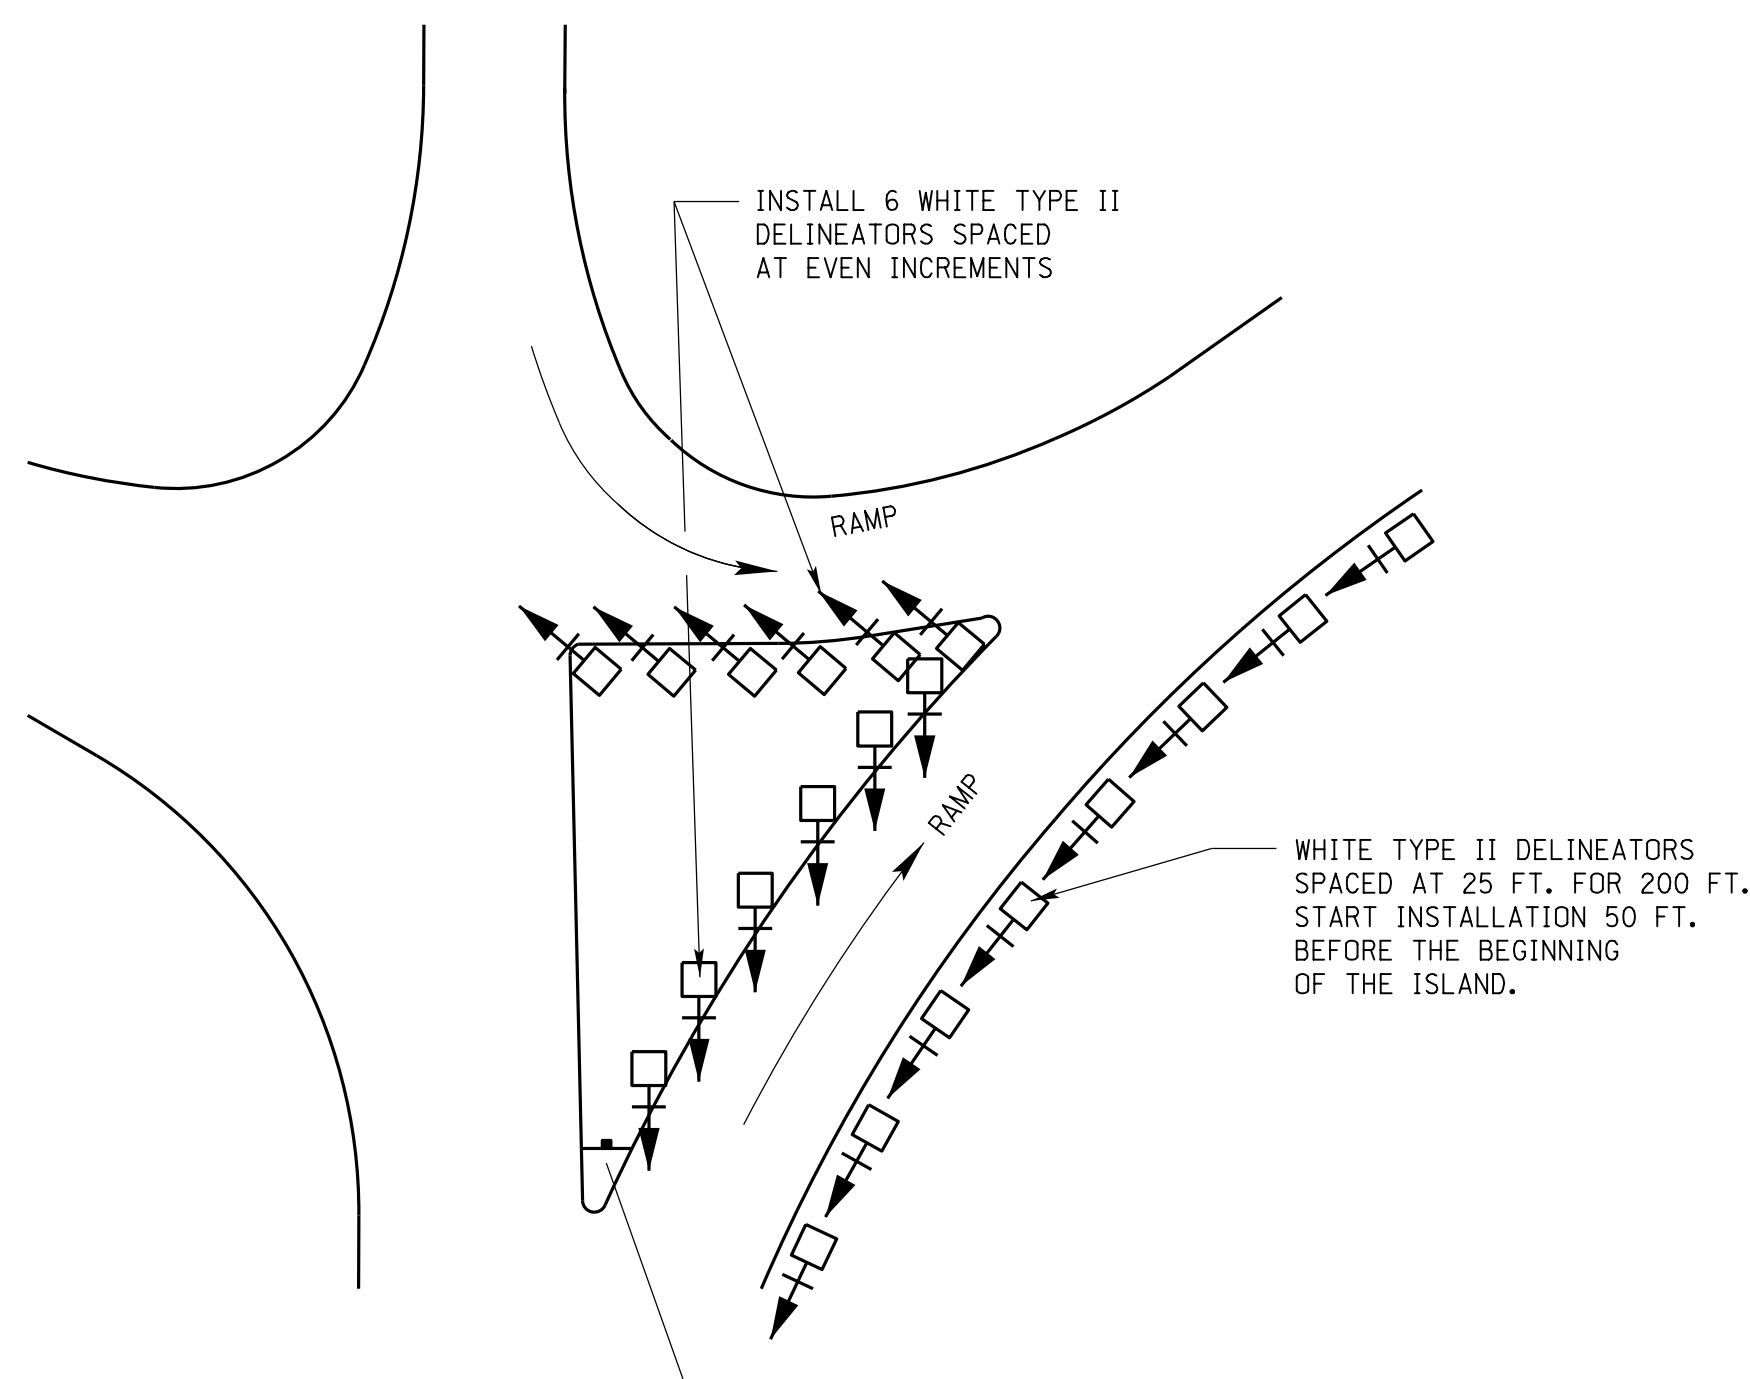 INSTALL 6 WHITE TYPE II
DELINEATORS SPACED
AT EVEN INCREMENTS
RAMP
RAMP
WHITE TYPE II DELINEATORS
SPACED AT 25 FT. FOR 200 FT.
START INSTALLATION 50 FT.
BEFORE THE BEGINNING
OF THE ISLAND.